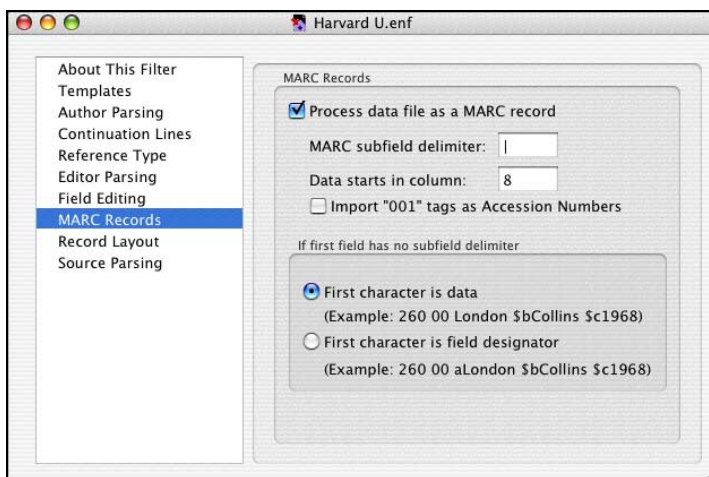 Harvard U.enf
About This Filter
Templates
Author Parsing
Continuation Lines
Reference Type
Editor Parsing
Field Editing
MARC Records
Record Layout
Source Parsing
MARC Records
Process data file as a MARC record
MARC subfield delimiter: |
Data starts in column: 8
Import "001" tags as Accession Numbers
If first field has no subfield delimiter
First character is data
(Example: 260 00 London $bCollins $c1968)
First character is field designator
(Example: 260 00 aLondon $bCollins $c1968)